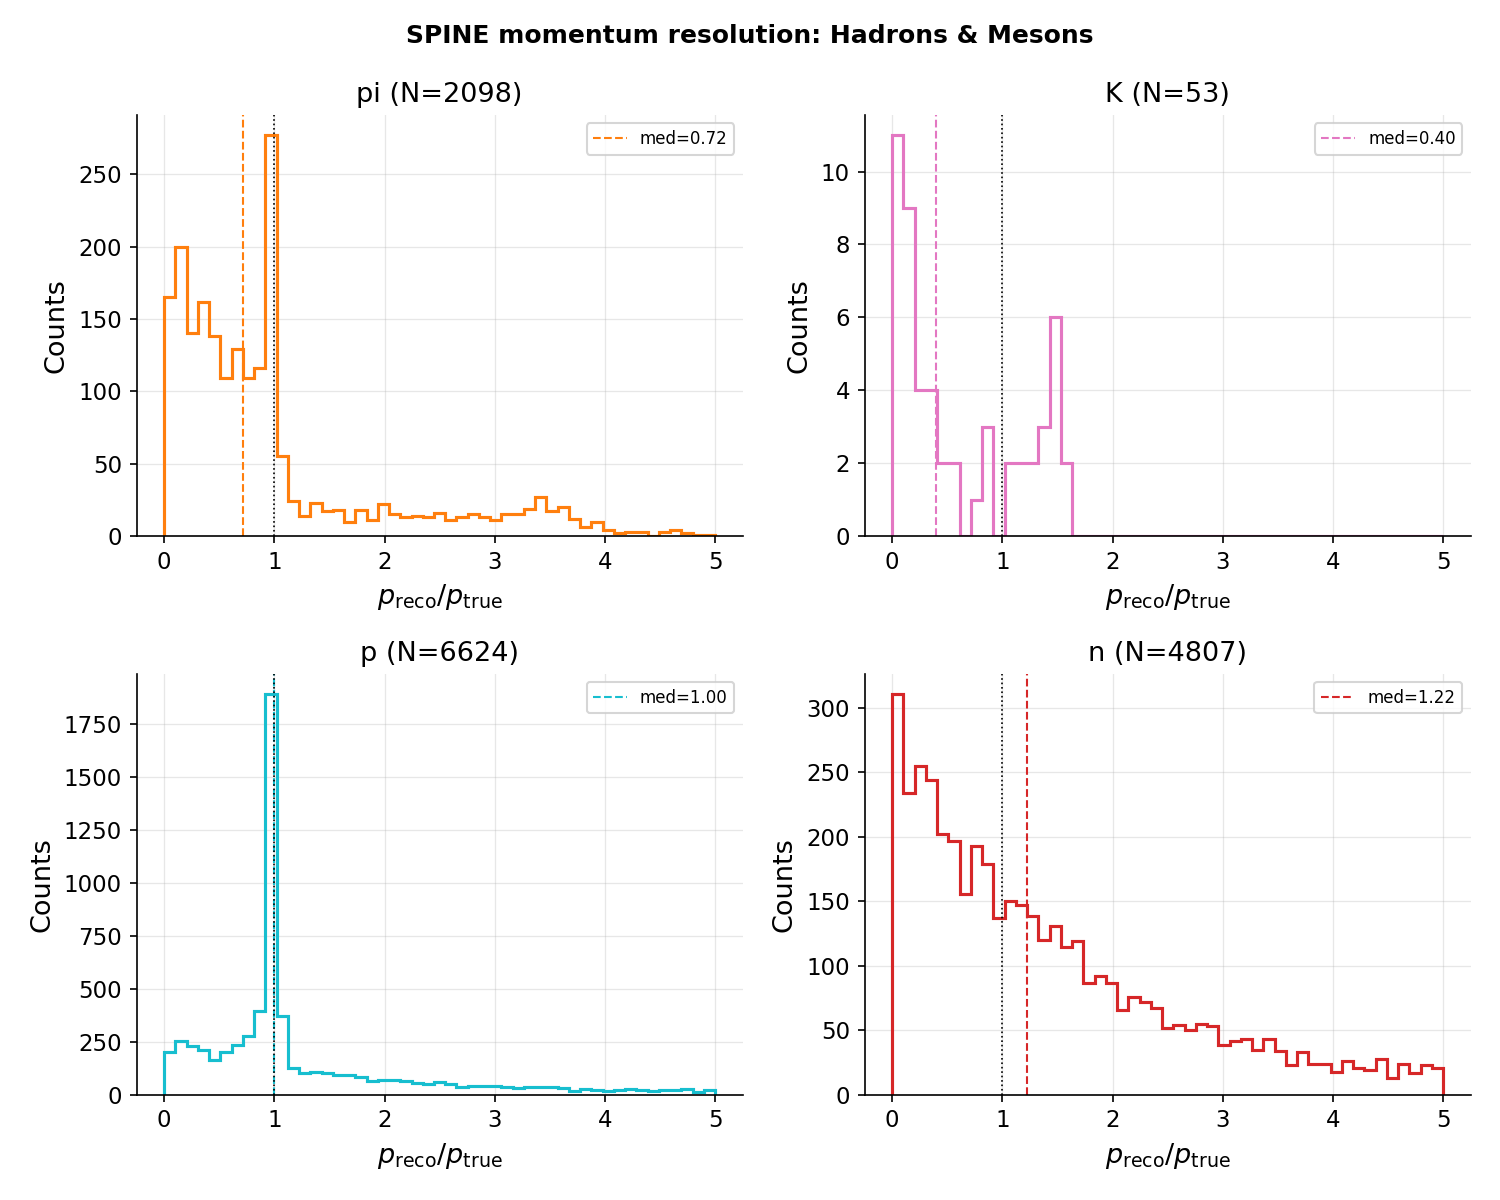 SPINE momentum resolution: Hadrons & Mesons
pi (N=2098)
med=0.72
Counts
250
200
150
100
50
0
0 1 2 3 4 5
p_reco/p_true
K (N=53)
med=0.40
Counts
10
8
6
4
2
0
0 1 2 3 4 5
p_reco/p_true
p (N=6624)
med=1.00
Counts
1750
1500
1250
1000
750
500
250
0
0 1 2 3 4 5
p_reco/p_true
n (N=4807)
med=1.22
Counts
300
250
200
150
100
50
0
0 1 2 3 4 5
p_reco/p_true